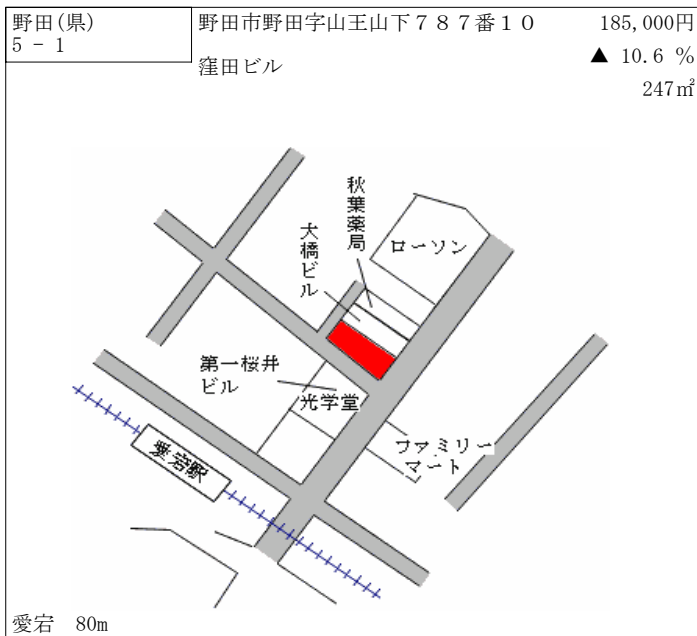 野田(県)
5 - 1
野田市野田字山王山下７８７番１０
窪田ビル
185,000円
▲ 10.6 %
247㎡
秋葉薬局
大橋ビル
ローソン
第一桜井
ビル
光学堂
ファミリー
マート
愛宕駅
愛宕　80m